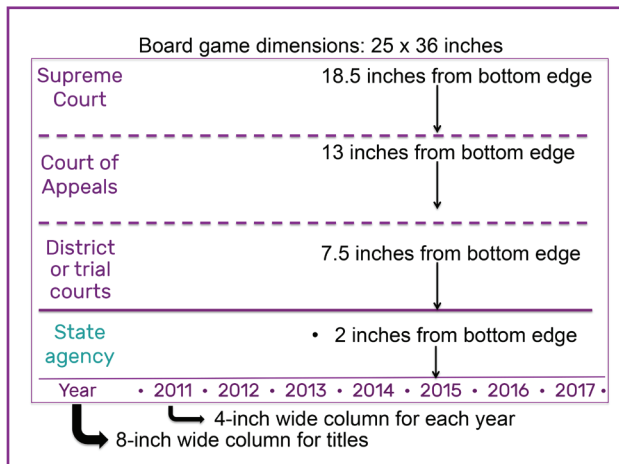 Board game dimensions: 25 x 36 inches
Supreme
Court
18.5 inches from bottom edge
Court of
Appeals
13 inches from bottom edge
District
or trial
courts
7.5 inches from bottom edge
State
agency
• 2 inches from bottom edge
Year • 2011 • 2012 • 2013 • 2014 • 2015 • 2016 • 2017 •
4-inch wide column for each year
8-inch wide column for titles